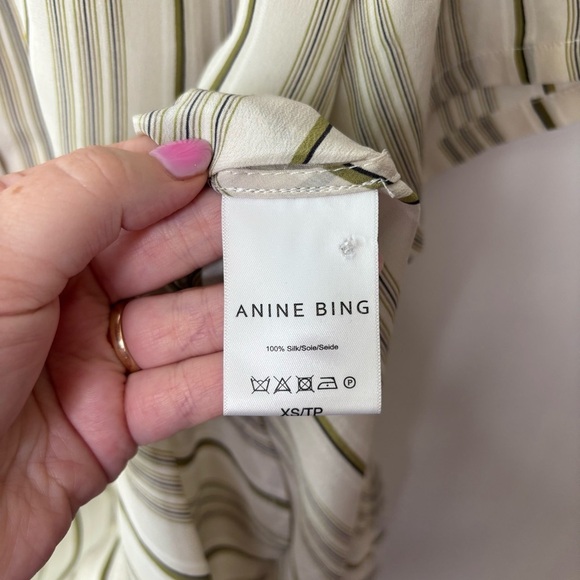 ANINE BING
100% Silk/Soie/Seide
P
XS/TP